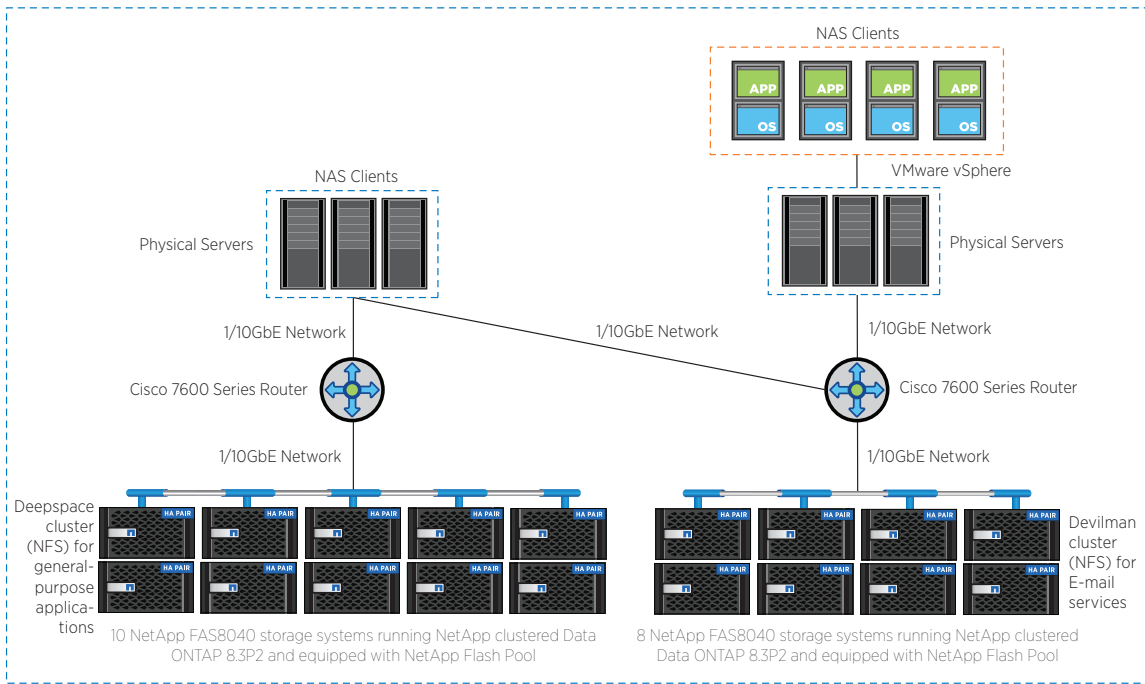 NAS Clients
APP APP APP APP
OS OS OS OS
VMware vSphere
NAS Clients
Physical Servers
Physical Servers
1/10GbE Network
1/10GbE Network
1/10GbE Network
Cisco 7600 Series Router
Cisco 7600 Series Router
1/10GbE Network
1/10GbE Network
Deepspace
cluster
(NFS) for
general-
purpose
applica-
tions
HA PAIR HA PAIR HA PAIR HA PAIR HA PAIR
HA PAIR HA PAIR HA PAIR HA PAIR HA PAIR
10 NetApp FAS8040 storage systems running NetApp clustered Data
ONTAP 8.3P2 and equipped with NetApp Flash Pool
HA PAIR HA PAIR HA PAIR HA PAIR
HA PAIR HA PAIR HA PAIR HA PAIR
Devilman
cluster
(NFS) for
E-mail
services
8 NetApp FAS8040 storage systems running NetApp clustered
Data ONTAP 8.3P2 and equipped with NetApp Flash Pool